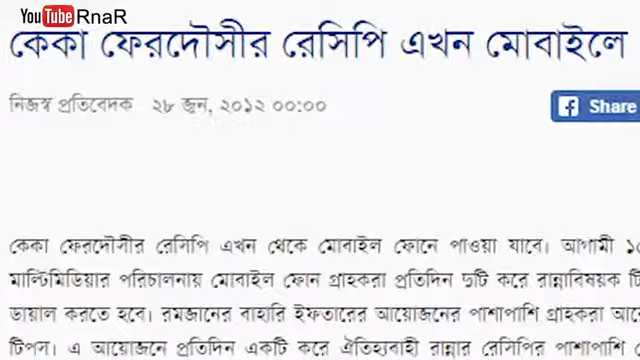 YouTube RnaR
কেকা ফেরদৌসীর রেসিপি এখন মোবাইলে
নিজস্ব প্রতিবেদক ২৮ জুন, ২০১২ ০০:০০
Share
কেকা ফেরদৌসীর রেসিপি এখন থেকে মোবাইল ফোনে পাওয়া যাবে। আগামী
মাল্টিমিডিয়ার পরিচালনায় মোবাইল ফোন গ্রাহকরা প্রতিদিন দুটি করে রান্নাবিষয়ক
ডায়াল করতে হবে। রমজানের বাহারি ইফতারের আয়োজনের পাশাপাশি গ্রাহকরা
টিপস। এ আয়োজনে প্রতিদিন একটি করে ঐতিহ্যবাহী রান্নার রেসিপির পাশাপাশি